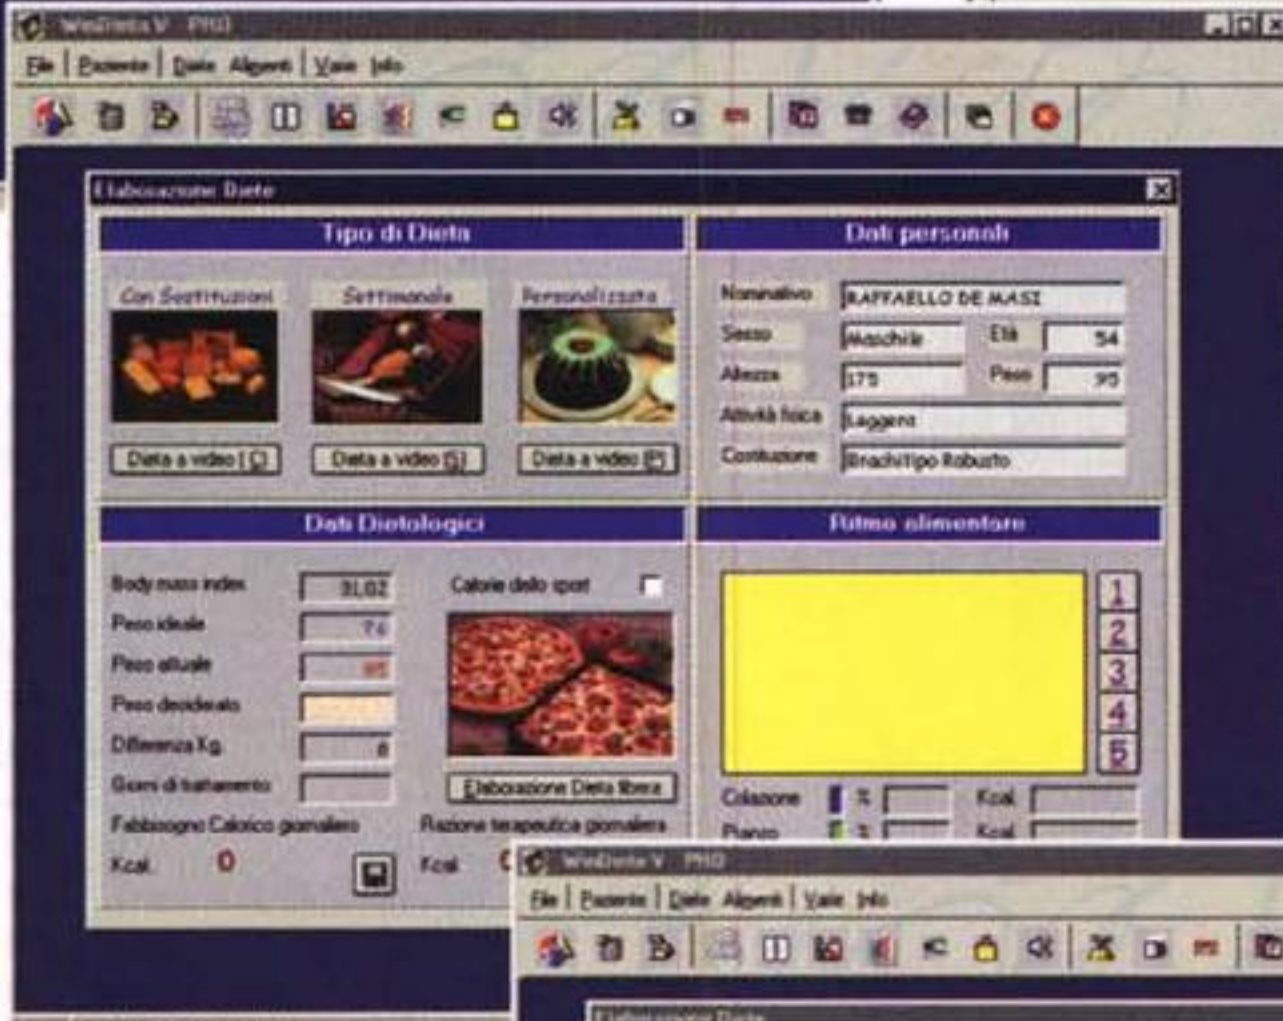 WinDieta V PRO
File | Paziente | Diete Alimenti | Varie Info
Elaborazione Diete
Tipo di Dieta
Con Sostituzioni Settimanale Personalizzata
Dieta a video (C) Dieta a video (S) Dieta a video (P)
Dati personali
Nominativo RAFFAELLO DE MASI
Sesso Maschile Età 54
Altezza 175 Peso 95
Attività fisica Leggera
Costituzione Brachitipo Robusto
Dati Dietologici
Body mass index 31,02
Peso ideale 76
Peso attuale 95
Peso desiderato
Differenza Kg. 0
Giorni di trattamento
Calorie dello sport
Elaborazione Dieta libera
Fabbisogno Calorico giornaliero Razione terapeutica giornaliera
Kcal. 0 Kcal.
Ritmo alimentare
1
2
3
4
5
Colazione % Kcal.
Pranzo % Kcal.
WinDieta V PRO
File | Paziente | Diete Alimenti | Varie Info
Elaborazione Diete